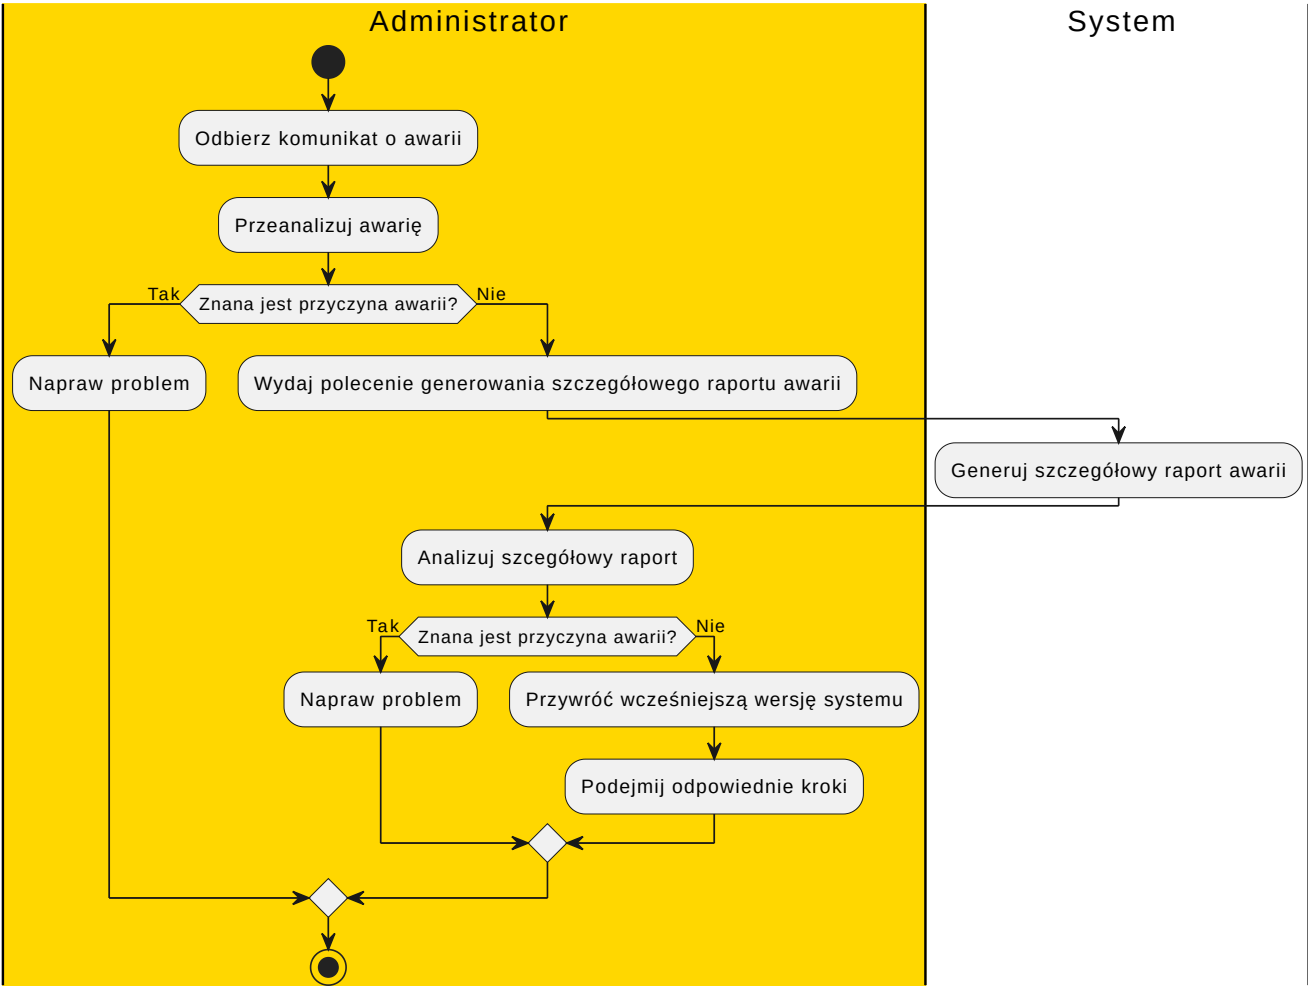 Administrator
System
Odbierz komunikat o awarii
Przeanalizuj awarię
Tak
Znana jest przyczyna awarii?
Nie
Napraw problem
Wydaj polecenie generowania szczegółowego raportu awarii
Generuj szczegółowy raport awarii
Analizuj szcegółowy raport
Tak
Znana jest przyczyna awarii?
Nie
Napraw problem
Przywróć wcześniejszą wersję systemu
Podejmij odpowiednie kroki